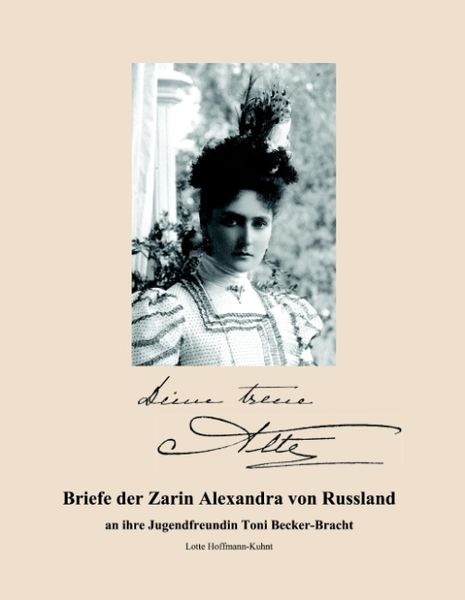 Deine treue
Alix
Briefe der Zarin Alexandra von Russland
an ihre Jugendfreundin Toni Becker-Bracht
Lotte Hoffmann-Kuhnt